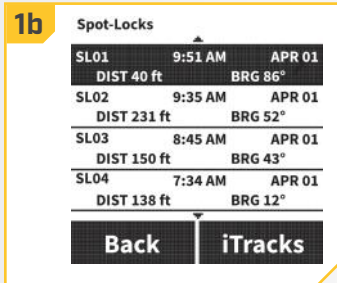 1b
Spot-Locks
SL01 9:51 AM APR 01
DIST 40 ft BRG 86°
SL02 9:35 AM APR 01
DIST 231 ft BRG 52°
SL03 8:45 AM APR 01
DIST 150 ft BRG 43°
SL04 7:34 AM APR 01
DIST 138 ft BRG 12°
Back iTracks